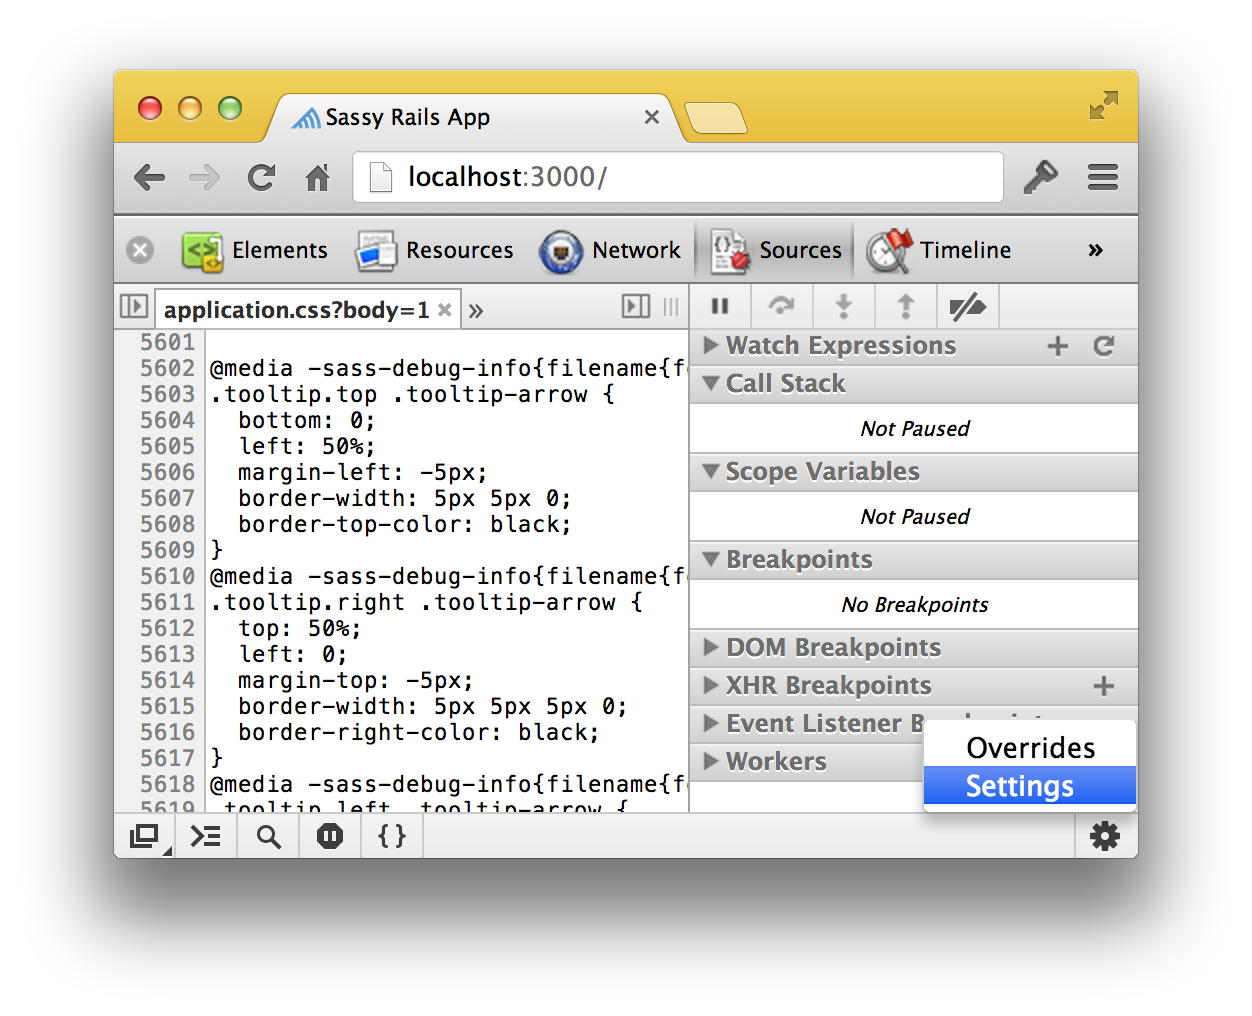 Sassy Rails App
localhost:3000/
Elements Resources Network Sources Timeline »
application.css?body=1 »
5601
5602 @media -sass-debug-info{filename{f
5603 .tooltip.top .tooltip-arrow {
5604 bottom: 0;
5605 left: 50%;
5606 margin-left: -5px;
5607 border-width: 5px 5px 0;
5608 border-top-color: black;
5609 }
5610 @media -sass-debug-info{filename{f
5611 .tooltip.right .tooltip-arrow {
5612 top: 50%;
5613 left: 0;
5614 margin-top: -5px;
5615 border-width: 5px 5px 5px 0;
5616 border-right-color: black;
5617 }
5618 @media -sass-debug-info{filename{f
5619 .tooltip.left .tooltip-arrow {
Watch Expressions
Call Stack
Not Paused
Scope Variables
Not Paused
Breakpoints
No Breakpoints
DOM Breakpoints
XHR Breakpoints
Event Listener
Workers
Overrides
Settings